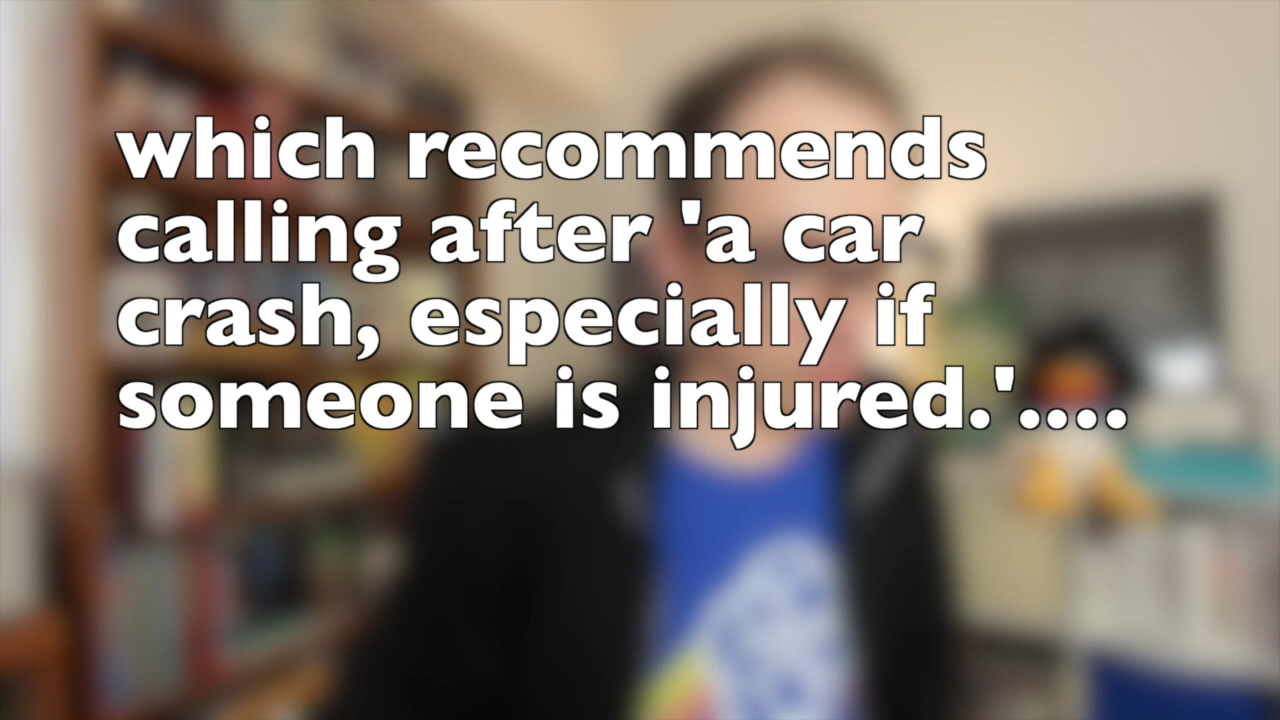 which recommends
calling after 'a car
crash, especially if
someone is injured.'....